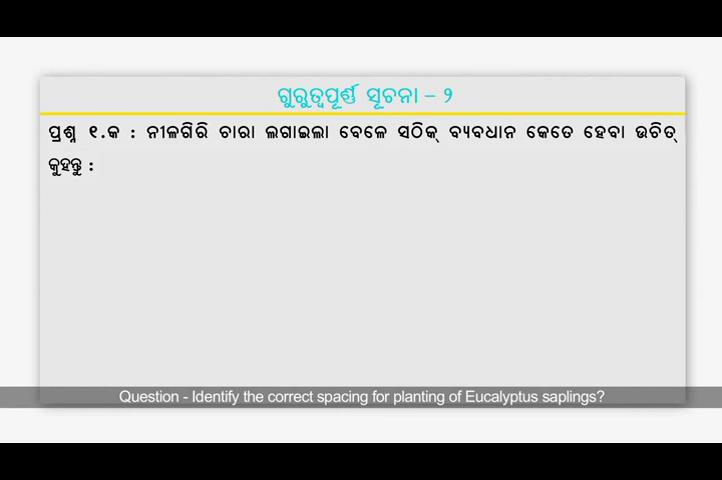 ଗୁରୁତ୍ୱପୂର୍ଣ୍ଣ ସୂଚନା – ୨
ପ୍ରଶ୍ନ ୧.କ : ନୀଳଗିରି ଚାରା ଲଗାଇଲା ବେଳେ ସଠିକ୍ ବ୍ୟବଧାନ କେତେ ହେବା ଉଚିତ୍
କୁହନ୍ତୁ :
Question - Identify the correct spacing for planting of Eucalyptus saplings?